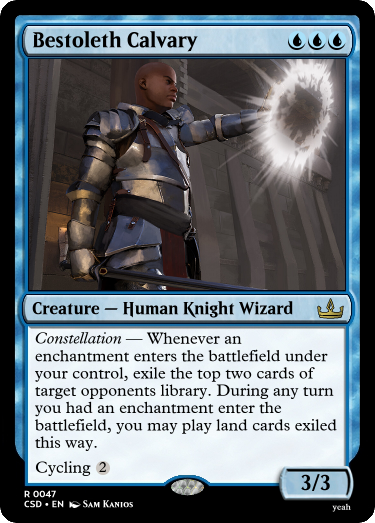 Bestoleth Calvary
Creature — Human Knight Wizard
Constellation — Whenever an
enchantment enters the battlefield under
your control, exile the top two cards of
target opponents library. During any turn
you had an enchantment enter the
battlefield, you may play land cards exiled
this way.
Cycling 2
3/3
R 0047
CSD • EN Sam Kanios
yeah